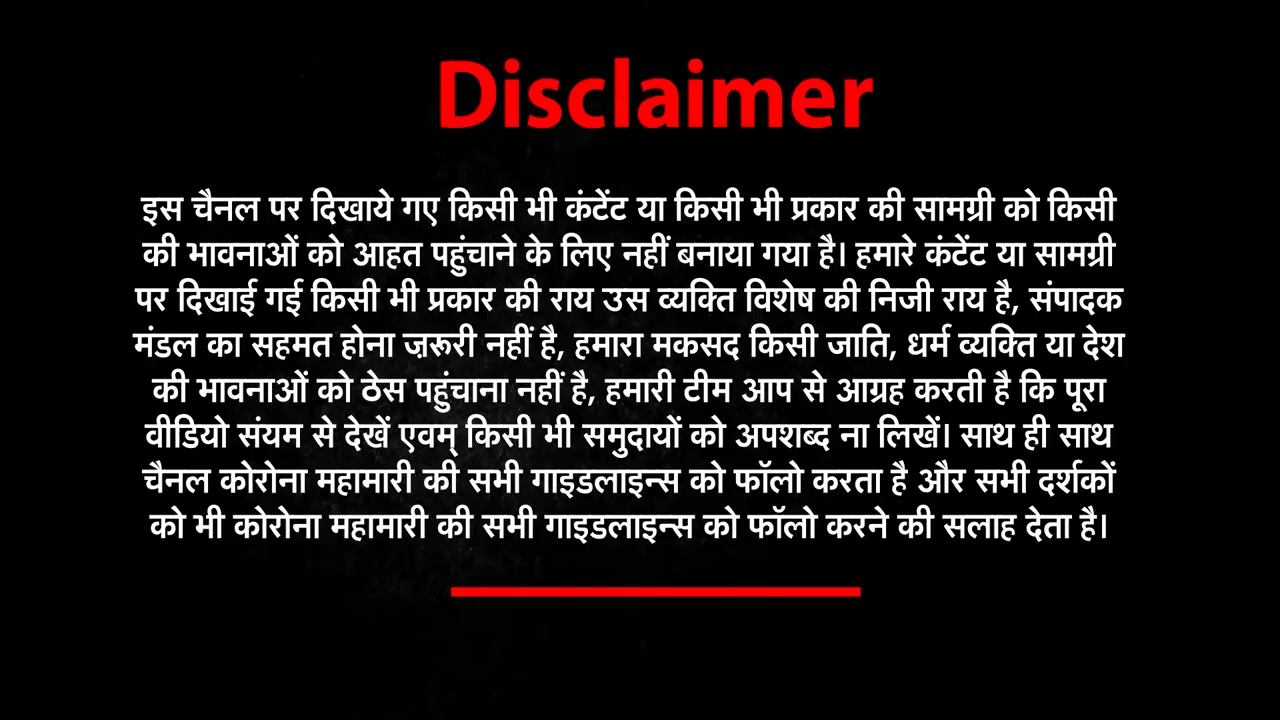 Disclaimer
इस चैनल पर दिखाये गए किसी भी कंटेंट या किसी भी प्रकार की सामग्री को किसी
की भावनाओं को आहत पहुंचाने के लिए नहीं बनाया गया है। हमारे कंटेंट या सामग्री
पर दिखाई गई किसी भी प्रकार की राय उस व्यक्ति विशेष की निजी राय है, संपादक
मंडल का सहमत होना ज़रूरी नहीं है, हमारा मकसद किसी जाति, धर्म व्यक्ति या देश
की भावनाओं को ठेस पहुंचाना नहीं है, हमारी टीम आप से आग्रह करती है कि पूरा
वीडियो संयम से देखें एवम् किसी भी समुदायों को अपशब्द ना लिखें। साथ ही साथ
चैनल कोरोना महामारी की सभी गाइडलाइन्स को फॉलो करता है और सभी दर्शकों
को भी कोरोना महामारी की सभी गाइडलाइन्स को फॉलो करने की सलाह देता है।